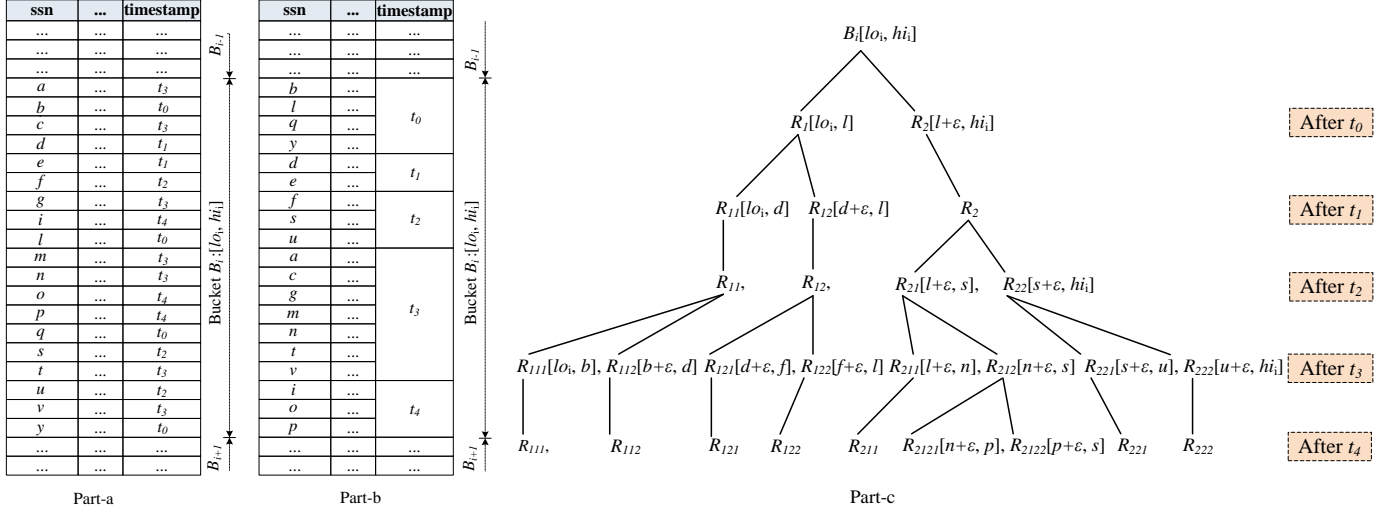 ssn ... timestamp
... ... ...
... ... ...
... ... ...
a ... t3
b ... t0
c ... t3
d ... t1
e ... t1
f ... t2
g ... t3
i ... t4
l ... t0
m ... t3
n ... t3
o ... t4
p ... t4
q ... t0
s ... t2
t ... t3
u ... t2
v ... t3
y ... t0
... ... ...
... ... ...
Bi-1
Bucket Bi:[loi, hii]
Bi+1
Part-a
ssn ... timestamp
... ... ...
... ... ...
... ... ...
b ... t0
l ...
q ...
y ...
d ... t1
e ...
f ... t2
s ...
u ...
a ... t3
c ...
g ...
m ...
n ...
t ...
v ...
i ... t4
o ...
p ...
... ... ...
... ... ...
Bi-1
Bucket Bi:[loi, hii]
Bi+1
Part-b
Bi[loi, hii]
R1[loi, l] R2[l+ε, hii] After t0
R11[loi, d] R12[d+ε, l] R2 After t1
R11, R12, R21[l+ε, s], R22[s+ε, hii] After t2
R111[loi, b], R112[b+ε, d] R121[d+ε, f], R122[f+ε, l] R211[l+ε, n], R212[n+ε, s] R221[s+ε, u], R222[u+ε, hii] After t3
R111, R112 R121 R122 R211 R2121[n+ε, p], R2122[p+ε, s] R221 R222 After t4
Part-c